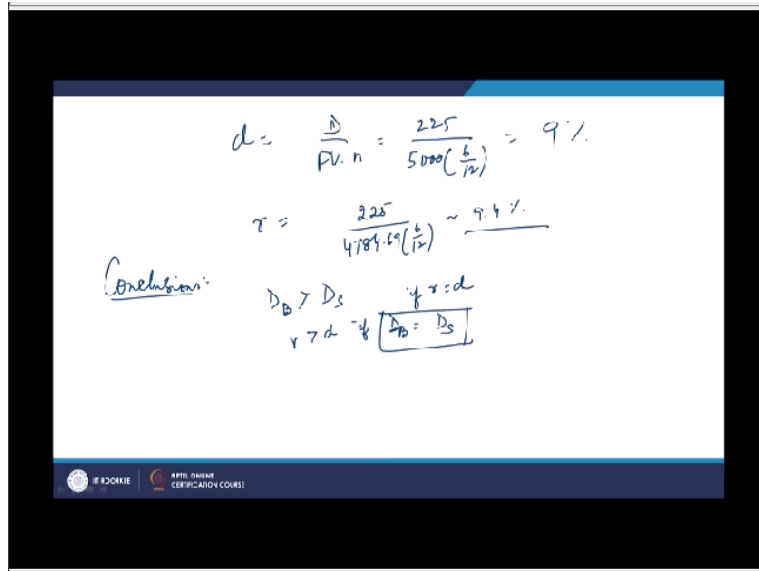 d = D / FV. n = 225 / 5000(6/12) = 9 %.
r = 225 / 4784.69(6/12) ~ 9.4 %.
Conclusions:
D_B > D_S if r = d
r > d if D_B = D_S
IIT ROORKEE NPTEL ONLINE
CERTIFICATION COURSE